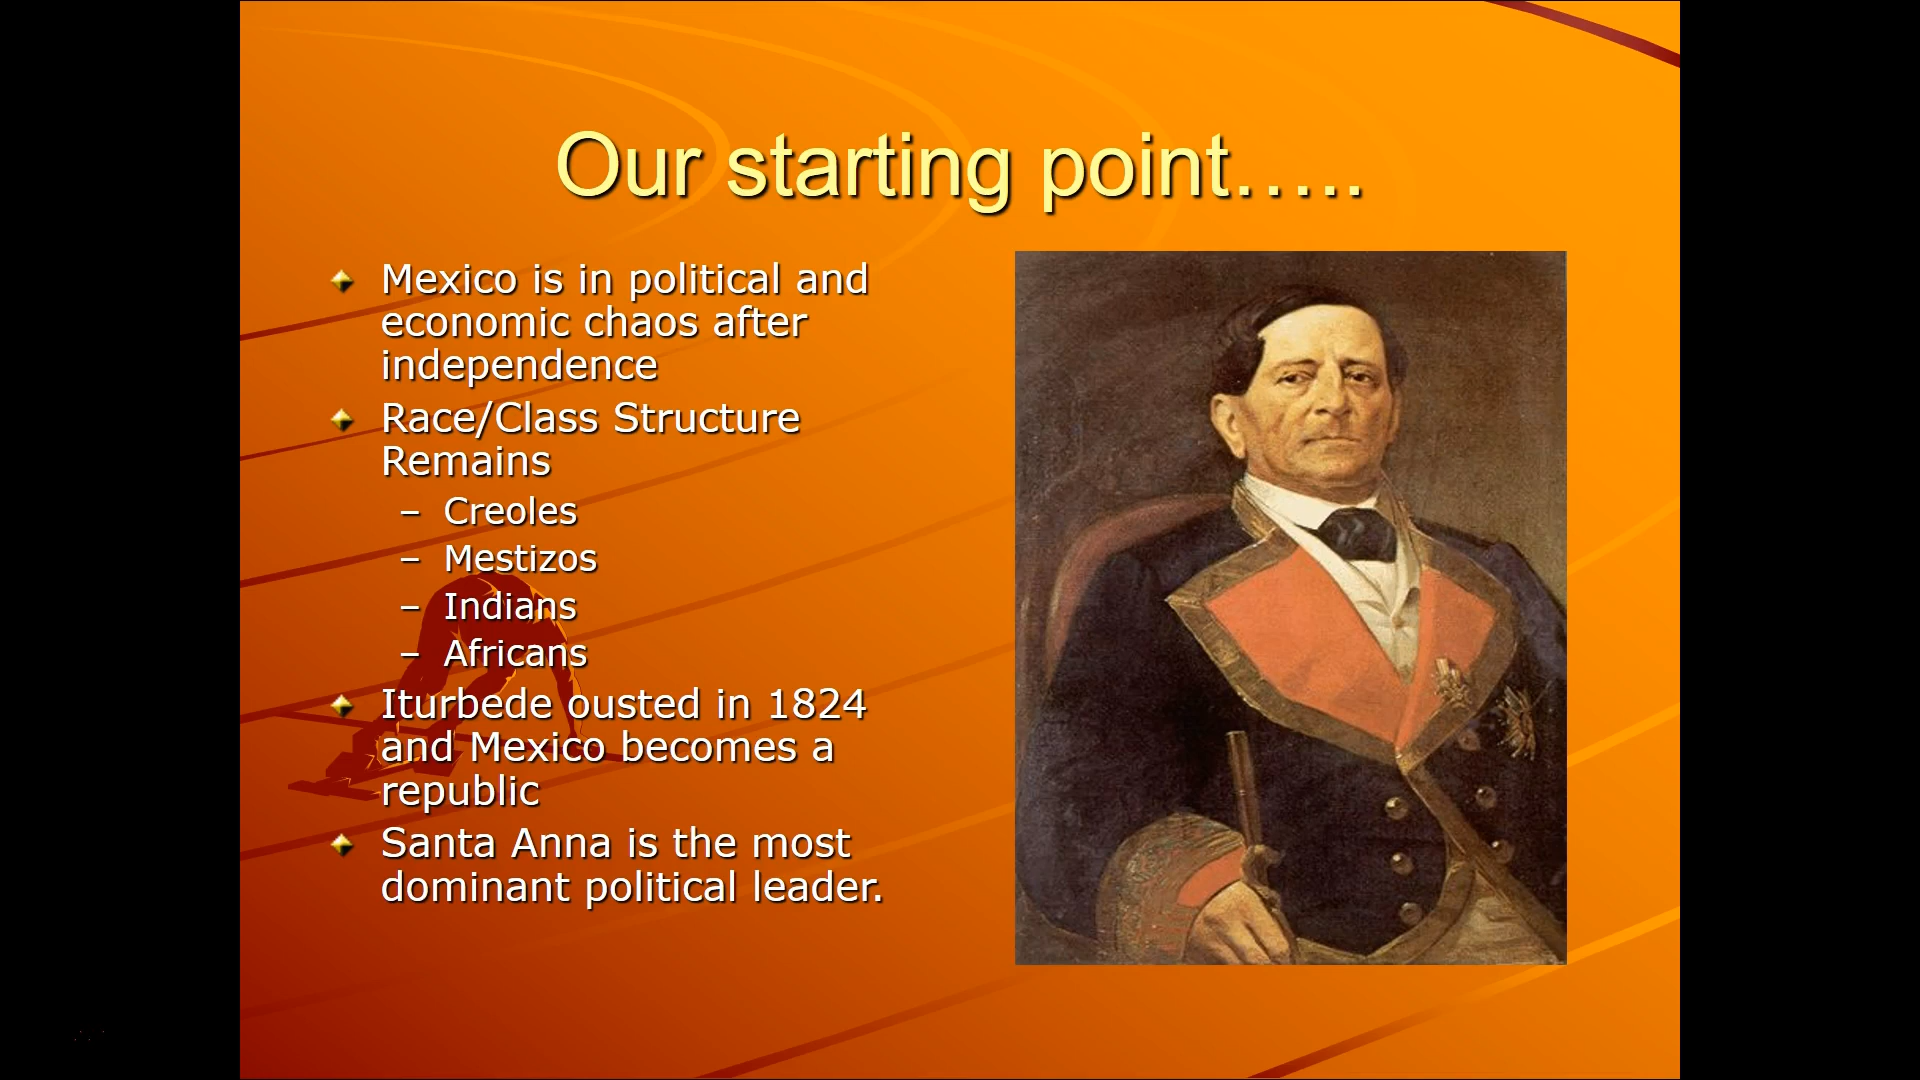 Our starting point…..
Mexico is in political and
economic chaos after
independence
Race/Class Structure
Remains
– Creoles
– Mestizos
– Indians
– Africans
Iturbede ousted in 1824
and Mexico becomes a
republic
Santa Anna is the most
dominant political leader.